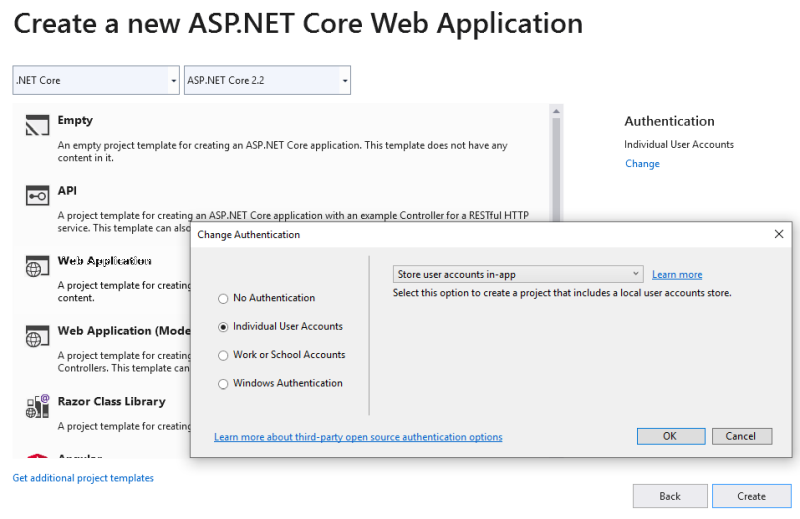 Create a new ASP.NET Core Web Application
.NET Core
ASP.NET Core 2.2
Empty
An empty project template for creating an ASP.NET Core application. This template does not have any
content in it.
API
A project template for creating an ASP.NET Core application with an example Controller for a RESTful HTTP
service. This template can also
Web Application
A project template for creating
content.
Web Application (Mode
A project template for creating
Controllers. This template can
Razor Class Library
A project template for creating
Angular
Get additional project templates
Authentication
Individual User Accounts
Change
Change Authentication
No Authentication
Individual User Accounts
Work or School Accounts
Windows Authentication
Store user accounts in-app
Learn more
Select this option to create a project that includes a local user accounts store.
Learn more about third-party open source authentication options
OK
Cancel
Back
Create